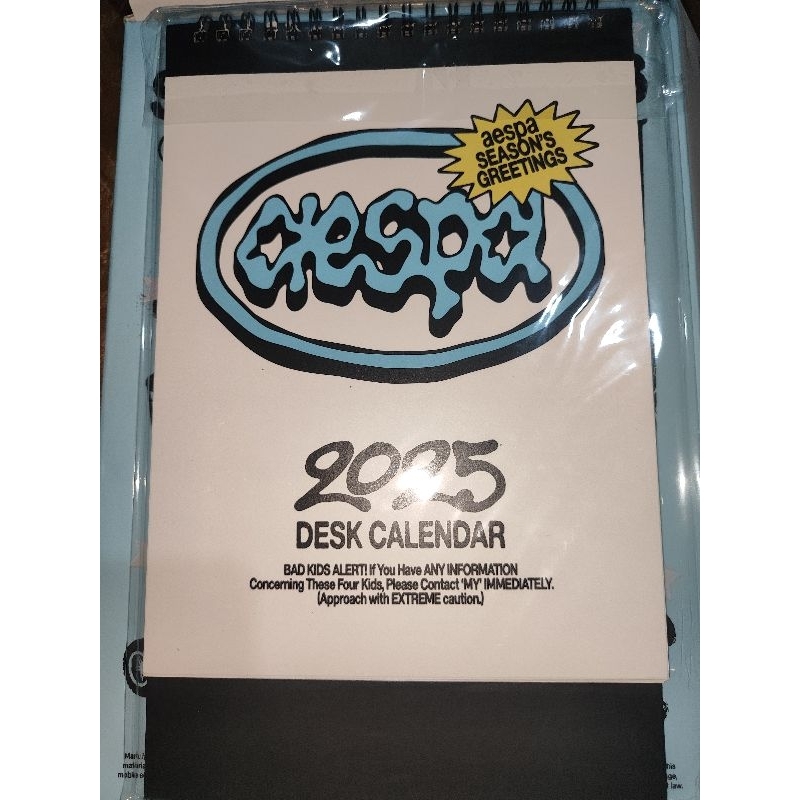 aespa
SEASON'S
GREETINGS
aespa
2025
DESK CALENDAR
BAD KIDS ALERT! If You Have ANY INFORMATION
Concerning These Four Kids, Please Contact 'MY' IMMEDIATELY.
(Approach with EXTREME caution.)